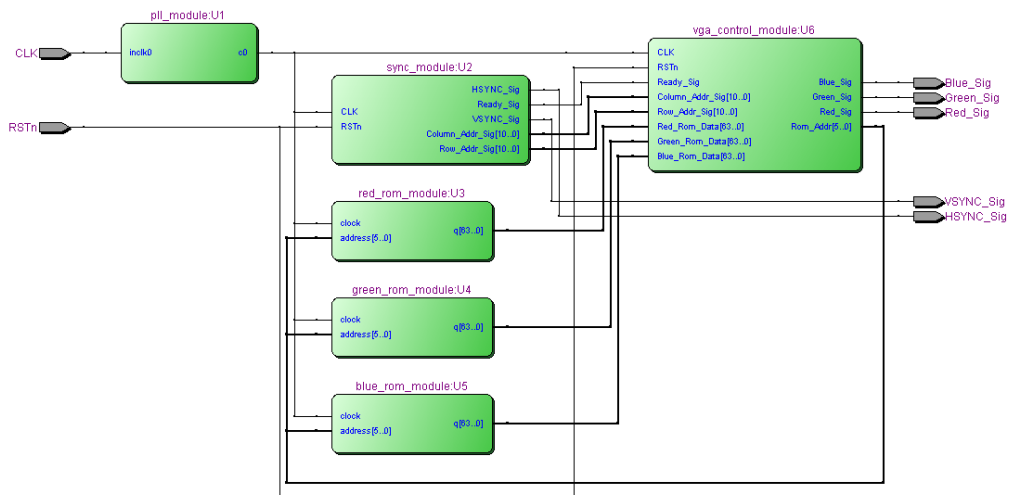 pll_module:U1
CLK
inclk0
c0
RSTn
sync_module:U2
CLK
RSTn
HSYNC_Sig
Ready_Sig
VSYNC_Sig
Column_Addr_Sig[10..0]
Row_Addr_Sig[10..0]
red_rom_module:U3
clock
address[5..0]
q[63..0]
green_rom_module:U4
clock
address[5..0]
q[63..0]
blue_rom_module:U5
clock
address[5..0]
q[63..0]
vga_control_module:U6
CLK
RSTn
Ready_Sig
Column_Addr_Sig[10..0]
Row_Addr_Sig[10..0]
Red_Rom_Data[63..0]
Green_Rom_Data[63..0]
Blue_Rom_Data[63..0]
Blue_Sig
Green_Sig
Red_Sig
Rom_Addr[5..0]
Blue_Sig
Green_Sig
Red_Sig
VSYNC_Sig
HSYNC_Sig